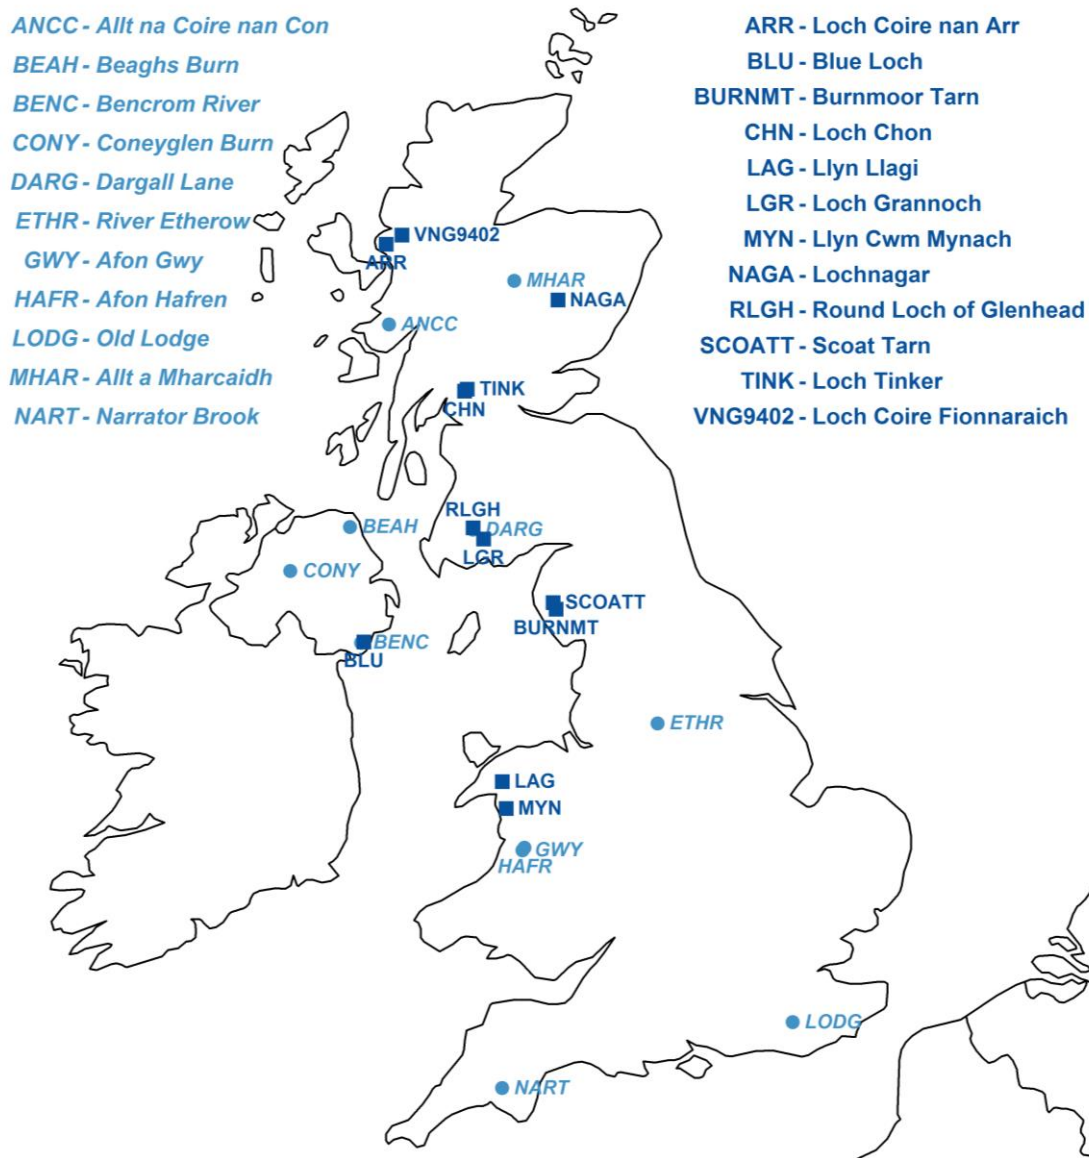 ANCC - Allt na Coire nan Con
BEAH - Beaghs Burn
BENC - Bencrom River
CONY - Coneyglen Burn
DARG - Dargall Lane
ETHR - River Etherow
GWY - Afon Gwy
HAFR - Afon Hafren
LODG - Old Lodge
MHAR - Allt a Mharcaidh
NART - Narrator Brook
ARR - Loch Coire nan Arr
BLU - Blue Loch
BURNMT - Burnmoor Tarn
CHN - Loch Chon
LAG - Llyn Llagi
LGR - Loch Grannoch
MYN - Llyn Cwm Mynach
NAGA - Lochnagar
RLGH - Round Loch of Glenhead
SCOATT - Scoat Tarn
TINK - Loch Tinker
VNG9402 - Loch Coire Fionnaraich
VNG9402
ARR
MHAR
NAGA
ANCC
TINK
CHN
RLGH
BEAH
DARG
LGR
CONY
SCOATT
BURNMT
BENC
BLU
ETHR
LAG
MYN
GWY
HAFR
LODG
NART